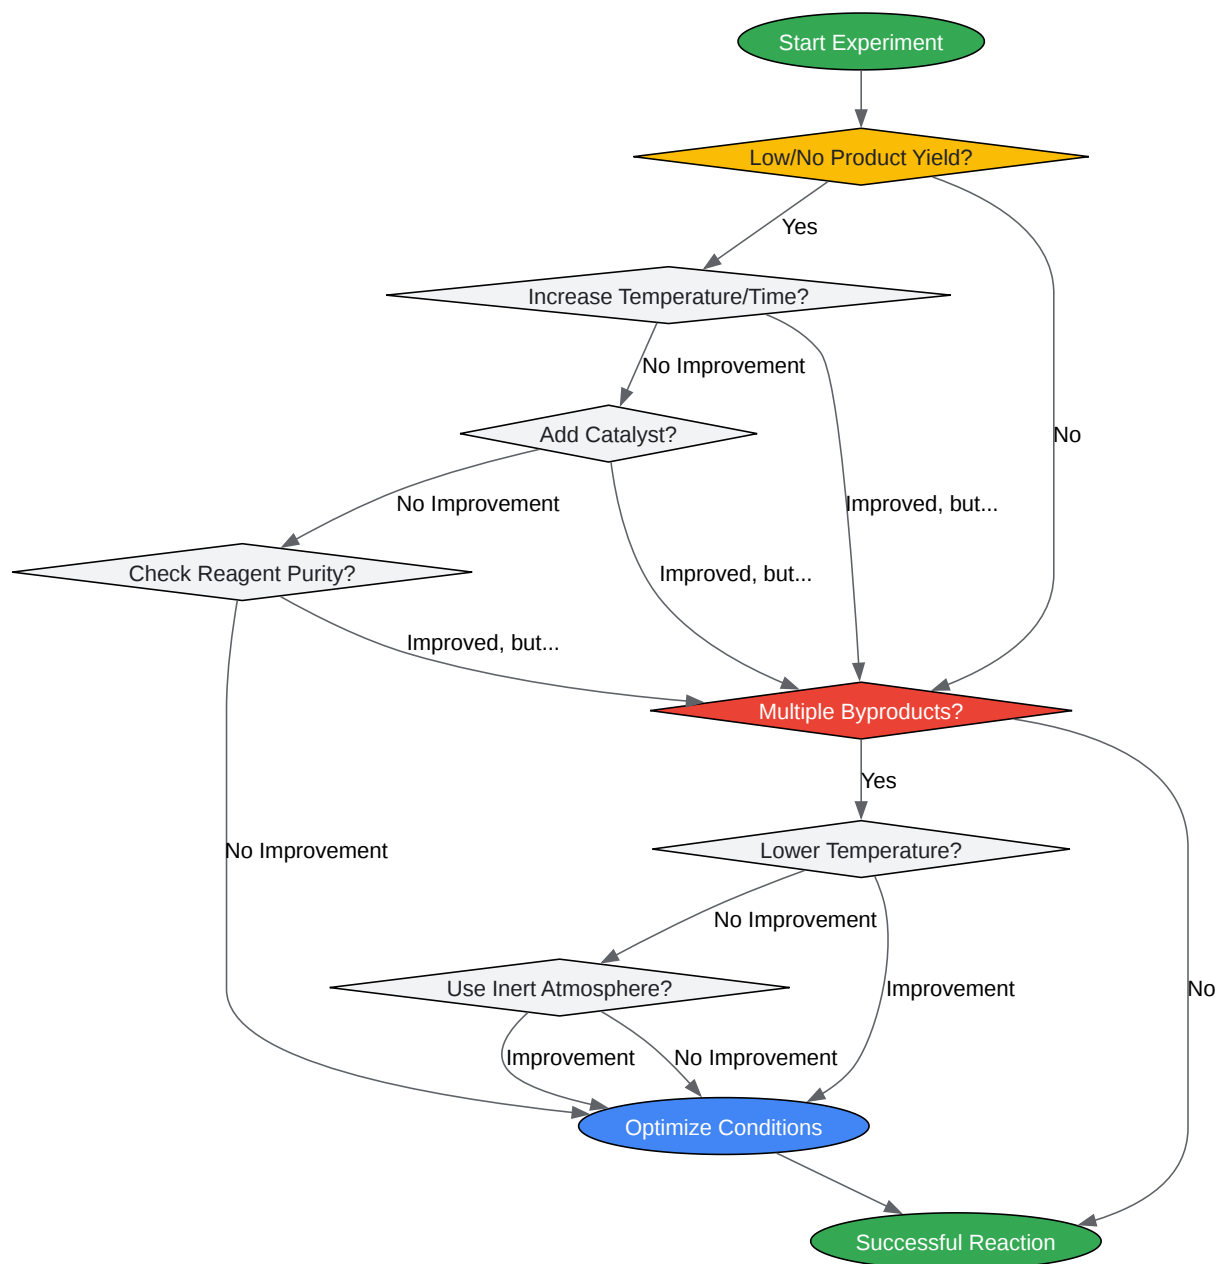 Start Experiment
Low/No Product Yield?
Yes
Increase Temperature/Time?
No Improvement
Add Catalyst?
No
No Improvement
Improved, but...
Check Reagent Purity?
Improved, but...
Improved, but...
Multiple Byproducts?
Yes
Lower Temperature?
No Improvement
No Improvement
Use Inert Atmosphere?
Improvement
No
Improvement
No Improvement
Optimize Conditions
Successful Reaction